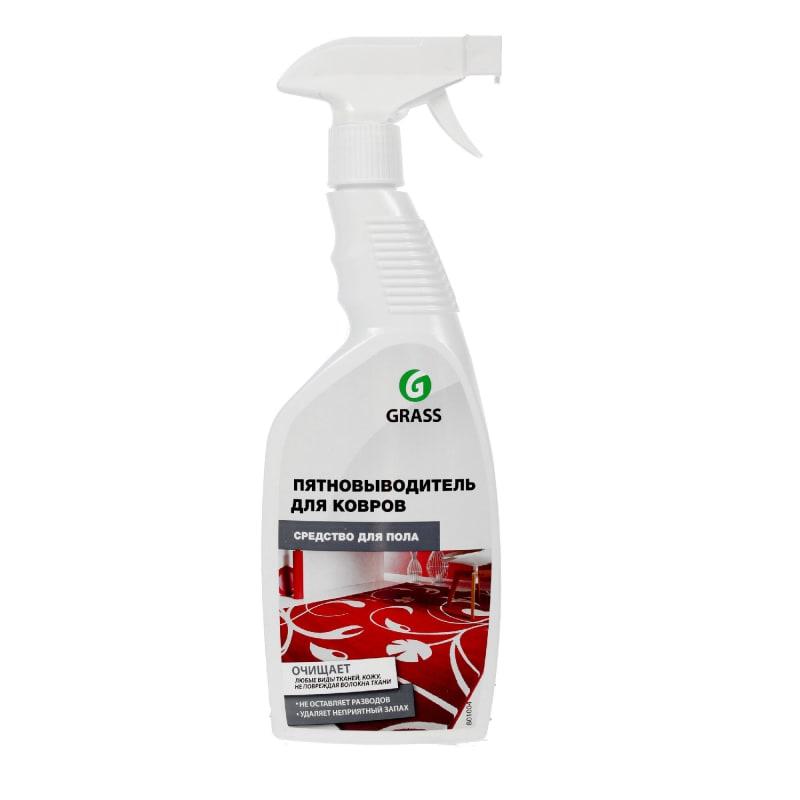 GRASS
ПЯТНОВЫВОДИТЕЛЬ
ДЛЯ КОВРОВ
СРЕДСТВО ДЛЯ ПОЛА
ОЧИЩАЕТ
ЛЮБЫЕ ВИДЫ ТКАНЕЙ, КОЖУ,
НЕ ПОВРЕЖДАЯ ВОЛОКНА ТКАНИ
• НЕ ОСТАВЛЯЕТ РАЗВОДОВ
• УДАЛЯЕТ НЕПРИЯТНЫЙ ЗАПАХ
801004